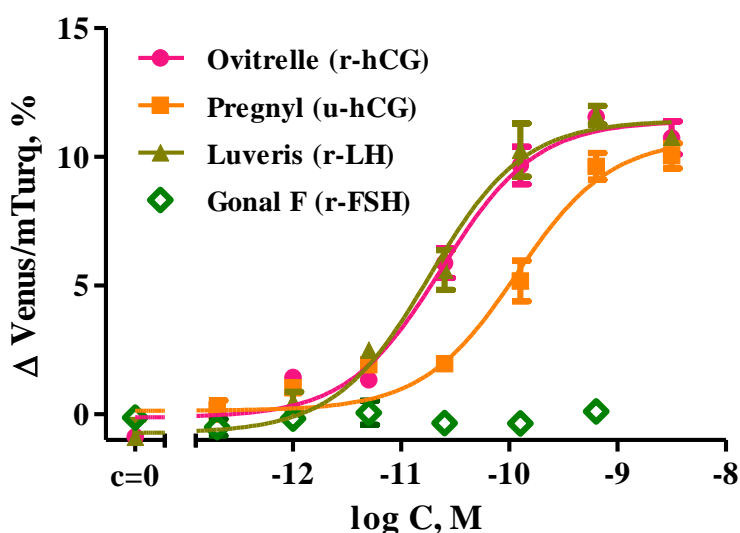 15
10
5
0
Δ Venus/mTurq, %
Ovitrelle (r-hCG)
Pregnyl (u-hCG)
Luveris (r-LH)
Gonal F (r-FSH)
c=0 -12 -11 -10 -9 -8
log C, M